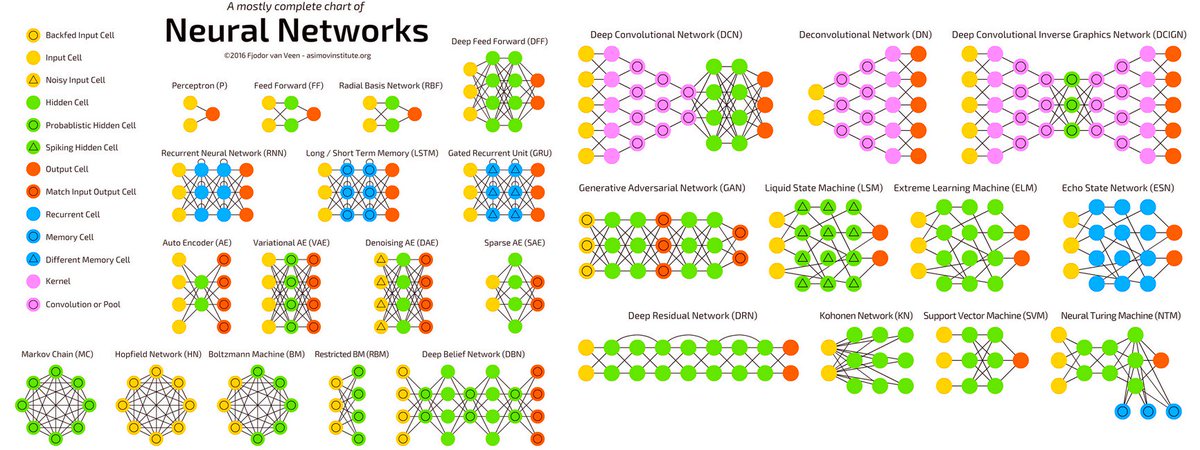 A mostly complete chart of
Neural Networks
©2016 Fjodor van Veen - asimovinstitute.org
Backfed Input Cell
Input Cell
Noisy Input Cell
Hidden Cell
Probablistic Hidden Cell
Spiking Hidden Cell
Output Cell
Match Input Output Cell
Recurrent Cell
Memory Cell
Different Memory Cell
Kernel
Convolution or Pool
Perceptron (P)
Feed Forward (FF)
Radial Basis Network (RBF)
Deep Feed Forward (DFF)
Recurrent Neural Network (RNN)
Long / Short Term Memory (LSTM)
Gated Recurrent Unit (GRU)
Auto Encoder (AE)
Variational AE (VAE)
Denoising AE (DAE)
Sparse AE (SAE)
Markov Chain (MC)
Hopfield Network (HN)
Boltzmann Machine (BM)
Restricted BM (RBM)
Deep Belief Network (DBN)
Deep Convolutional Network (DCN)
Deconvolutional Network (DN)
Deep Convolutional Inverse Graphics Network (DCIGN)
Generative Adversarial Network (GAN)
Liquid State Machine (LSM)
Extreme Learning Machine (ELM)
Echo State Network (ESN)
Deep Residual Network (DRN)
Kohonen Network (KN)
Support Vector Machine (SVM)
Neural Turing Machine (NTM)